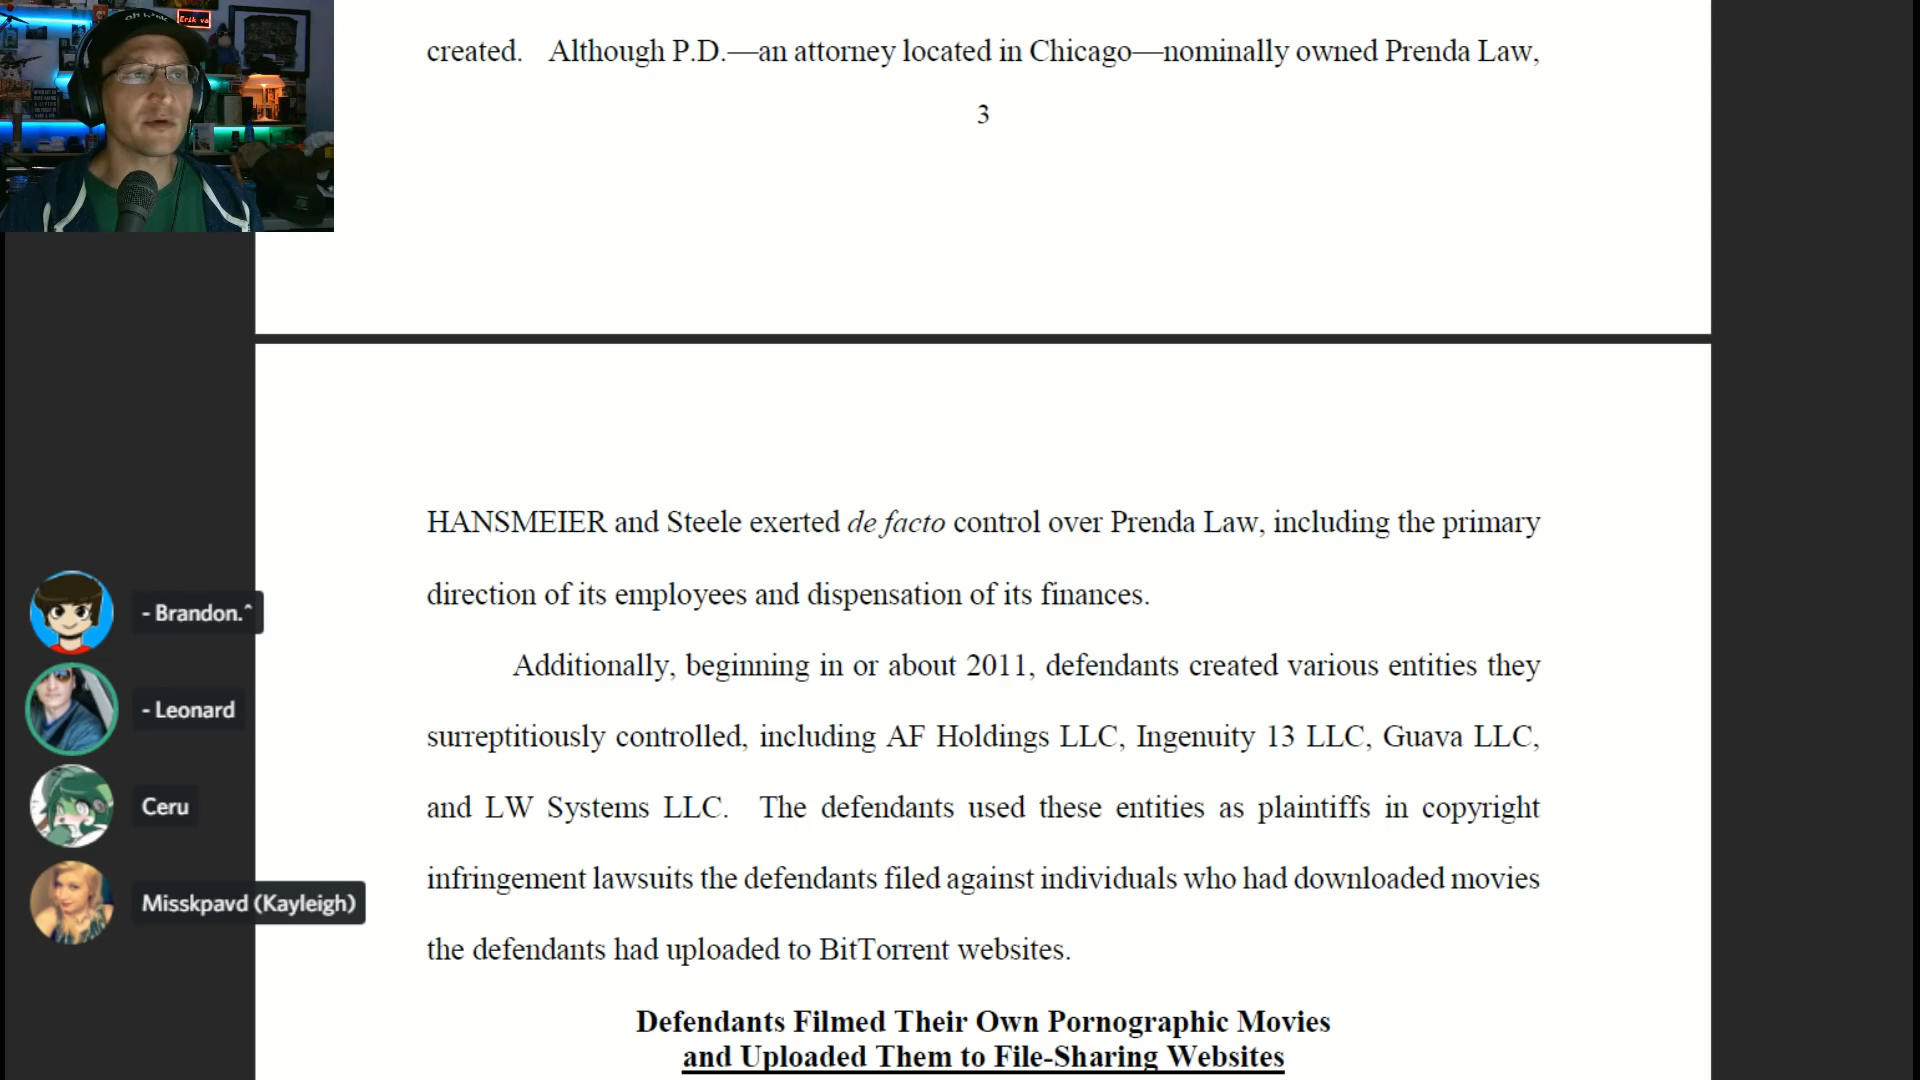 Erik va
created. Although P.D.—an attorney located in Chicago—nominally owned Prenda Law,
3
HANSMEIER and Steele exerted de facto control over Prenda Law, including the primary
direction of its employees and dispensation of its finances.
Additionally, beginning in or about 2011, defendants created various entities they
surreptitiously controlled, including AF Holdings LLC, Ingenuity 13 LLC, Guava LLC,
and LW Systems LLC. The defendants used these entities as plaintiffs in copyright
infringement lawsuits the defendants filed against individuals who had downloaded movies
the defendants had uploaded to BitTorrent websites.
Defendants Filmed Their Own Pornographic Movies
and Uploaded Them to File-Sharing Websites
- Brandon.^
- Leonard
Ceru
Misskpavd (Kayleigh)